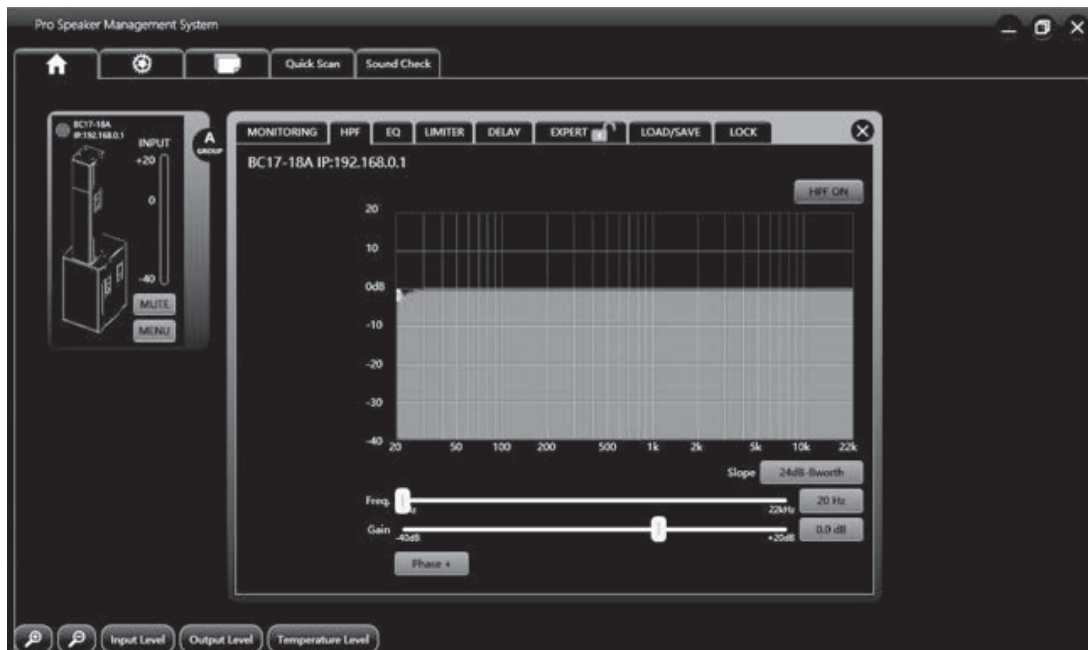 Pro Speaker Management System
Quick Scan Sound Check
BC17-18A
IP:192.168.0.1
INPUT
+20
0
-40
MUTE
MENU
A
GROUP
MONITORING HPF EQ LIMITER DELAY EXPERT LOAD/SAVE LOCK
BC17-18A IP:192.168.0.1
HPF ON
20
10
0dB
-10
-20
-30
-40
20 50 100 200 500 1k 2k 5k 10k 22k
Slope 24dB-Bworth
Freq. 22kHz 20 Hz
Gain -40dB +20dB 0.0 dB
Phase +
Input Level Output Level Temperature Level